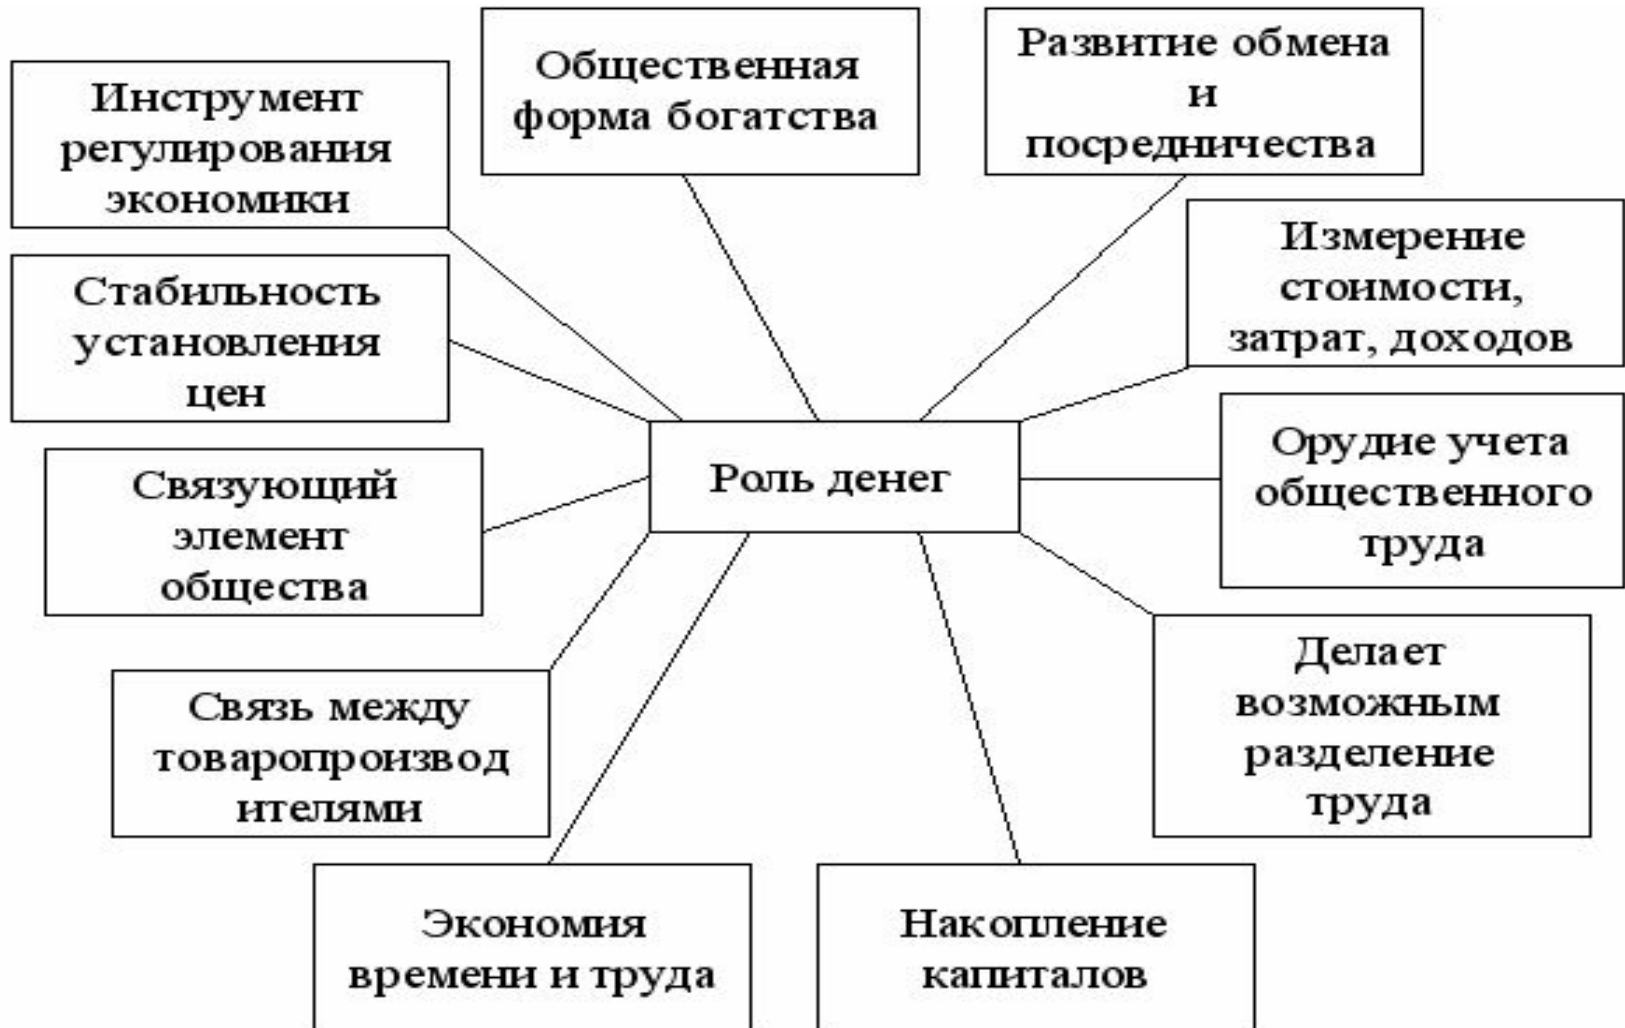 Инструмент
регулирования
экономики
Общественная
форма богатства
Развитие обмена
и
посредничества
Стабильность
установления
цен
Измерение
стоимости,
затрат, доходов
Роль денег
Связующий
элемент
общества
Орудие учета
общественного
труда
Связь между
товаропроизвод
ителями
Делает
возможным
разделение
труда
Экономия
времени и труда
Накопление
капиталов